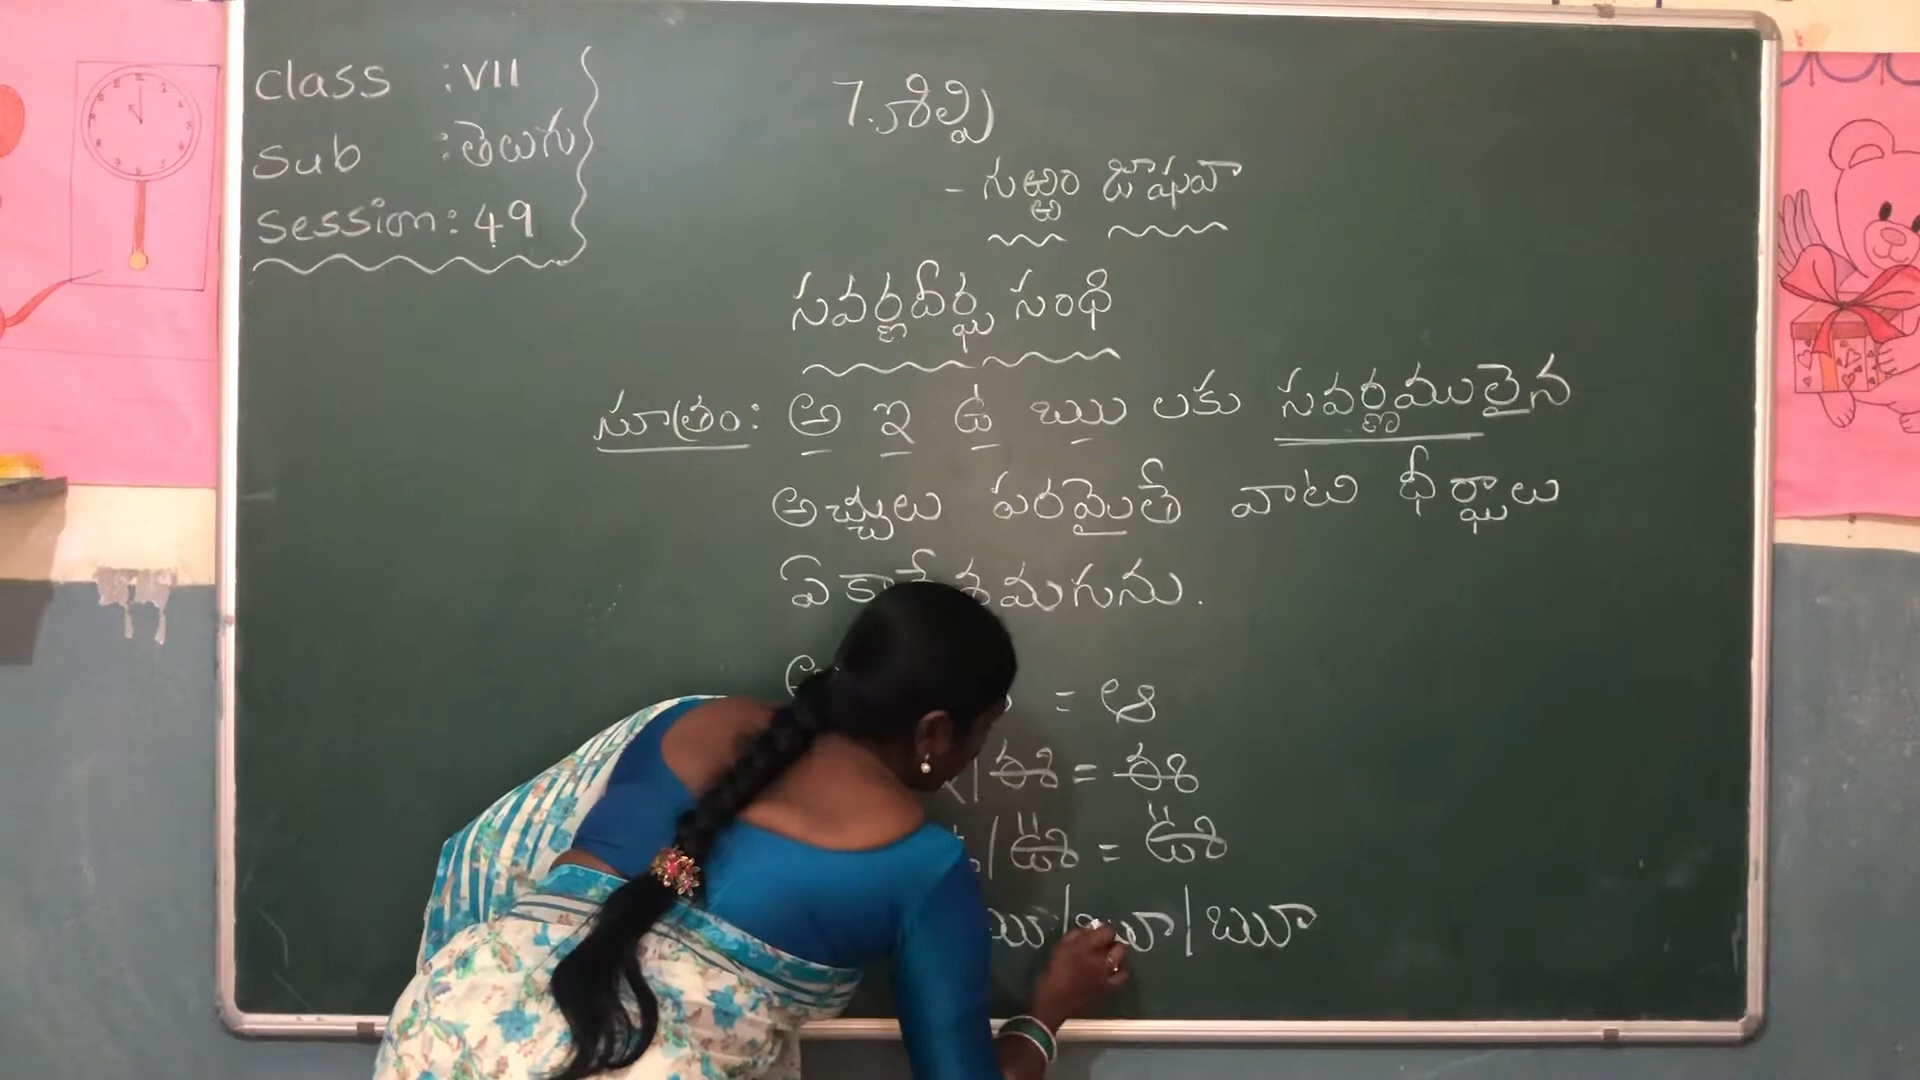 class : VII
Sub : తెలుగు
Session : 49
7. శిల్పి
- గుఱ్ఱం జాషువా
సవర్ణదీర్ఘ సంధి
సూత్రం: అ ఇ ఉ ఋ లకు సవర్ణములైన
అచ్చులు పరమైతే వాటి ధీర్ఘాలు
ఏకాదేశమగును.
= ఆ
|ఈ = ఈ
|ఊ = ఊ
|ౠ| ౠ